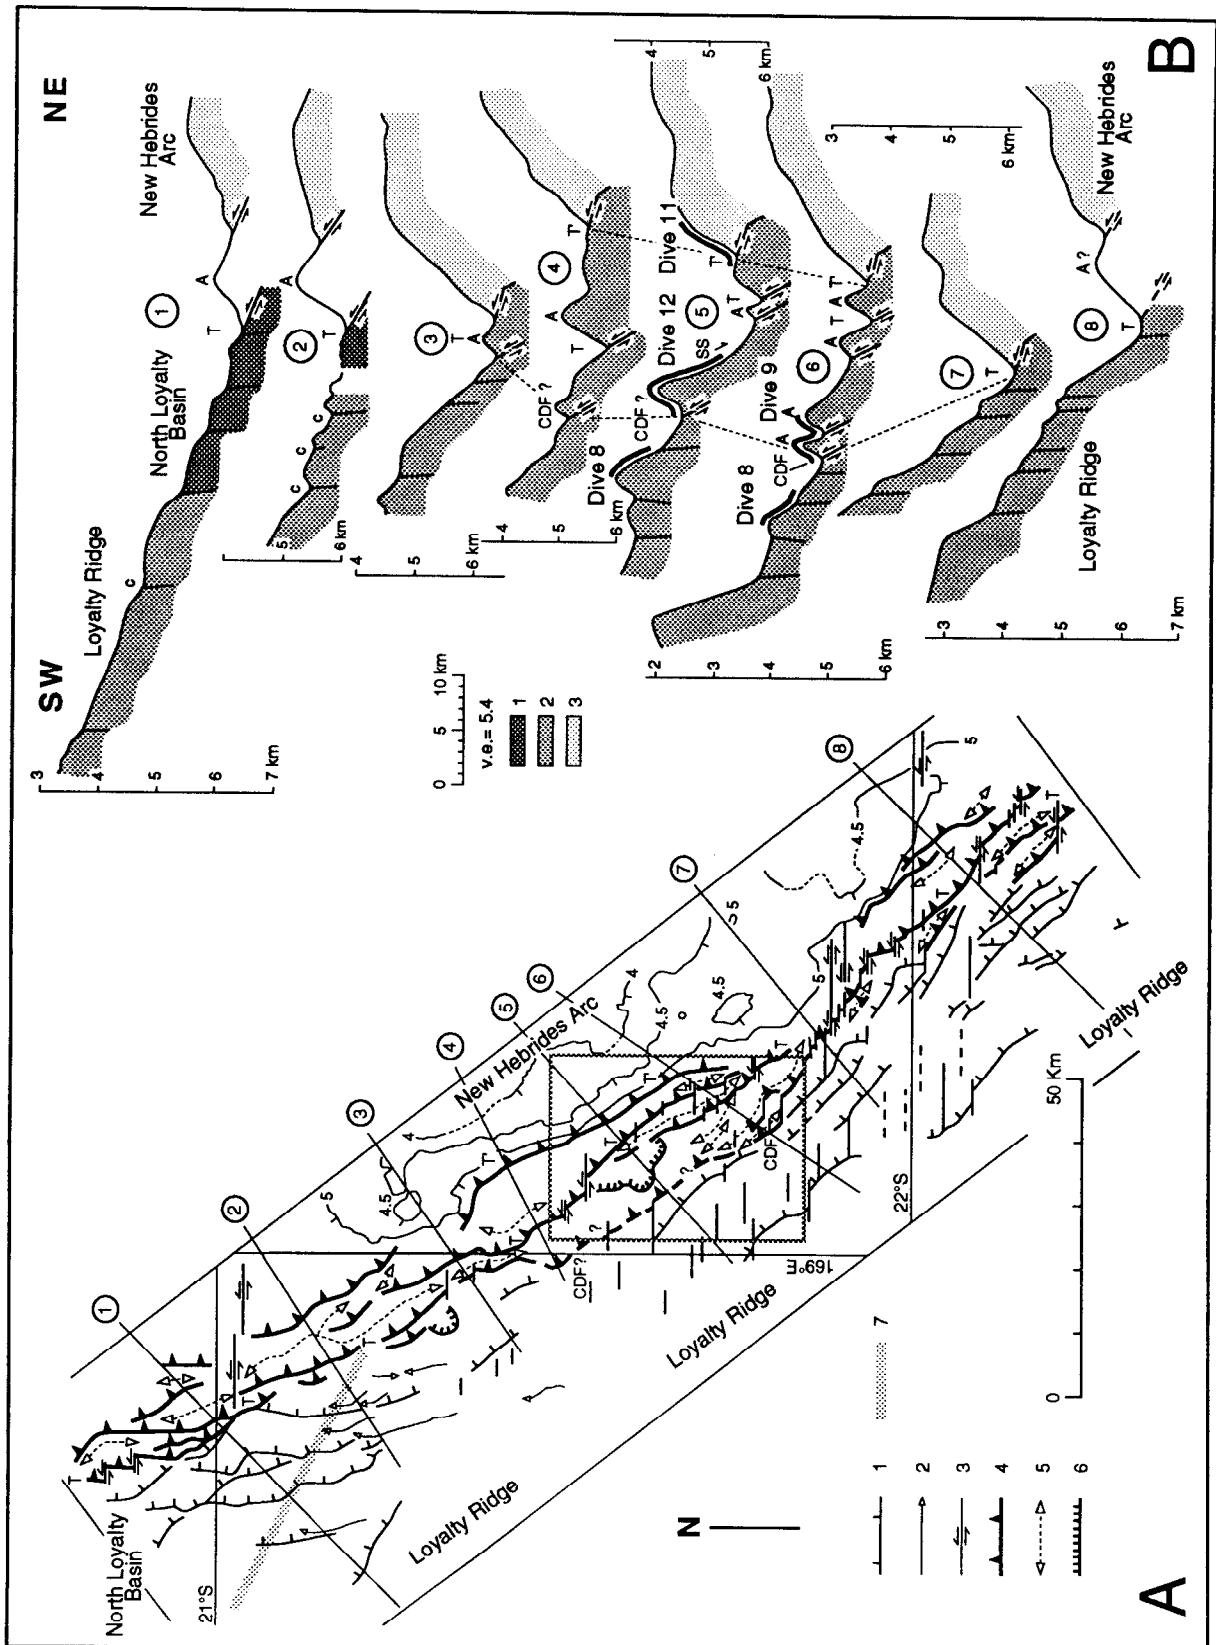 A
North Loyalty
Basin
21°S
1
2
3
4
5
6
7
8
New Hebrides Arc
Loyalty Ridge
Loyalty Ridge
Loyalty Ridge
169°E
22°S
CDF?
CDF
?
?
T
T
T
T
T
T
T
T
T
T
5
4.5
4
4
4.5
4.5
5
5
4.5
5
N
1
2
3
4
5
6
7
0
50 Km
B
SW
NE
3
4
5
6
7 km
Loyalty Ridge
North Loyalty
Basin
New Hebrides
Arc
1
c
T
A
0
5
10 km
v.e.= 5.4
1
2
3
5
6 km
2
c
c
c
T
A
4
5
6 km
3
T
A
4
5
6 km
4
CDF ?
T
A
T
4
5
6 km
5
Dive 8
CDF ?
Dive 12
SS
A
T
T
Dive 11
2
3
4
5
6 km
6
Dive 8
CDF
A
Dive 9
A
A
T
A
T
3
4
5
6 km
7
T
3
4
5
6
7 km
8
T
A ?
Loyalty Ridge
New Hebrides
Arc